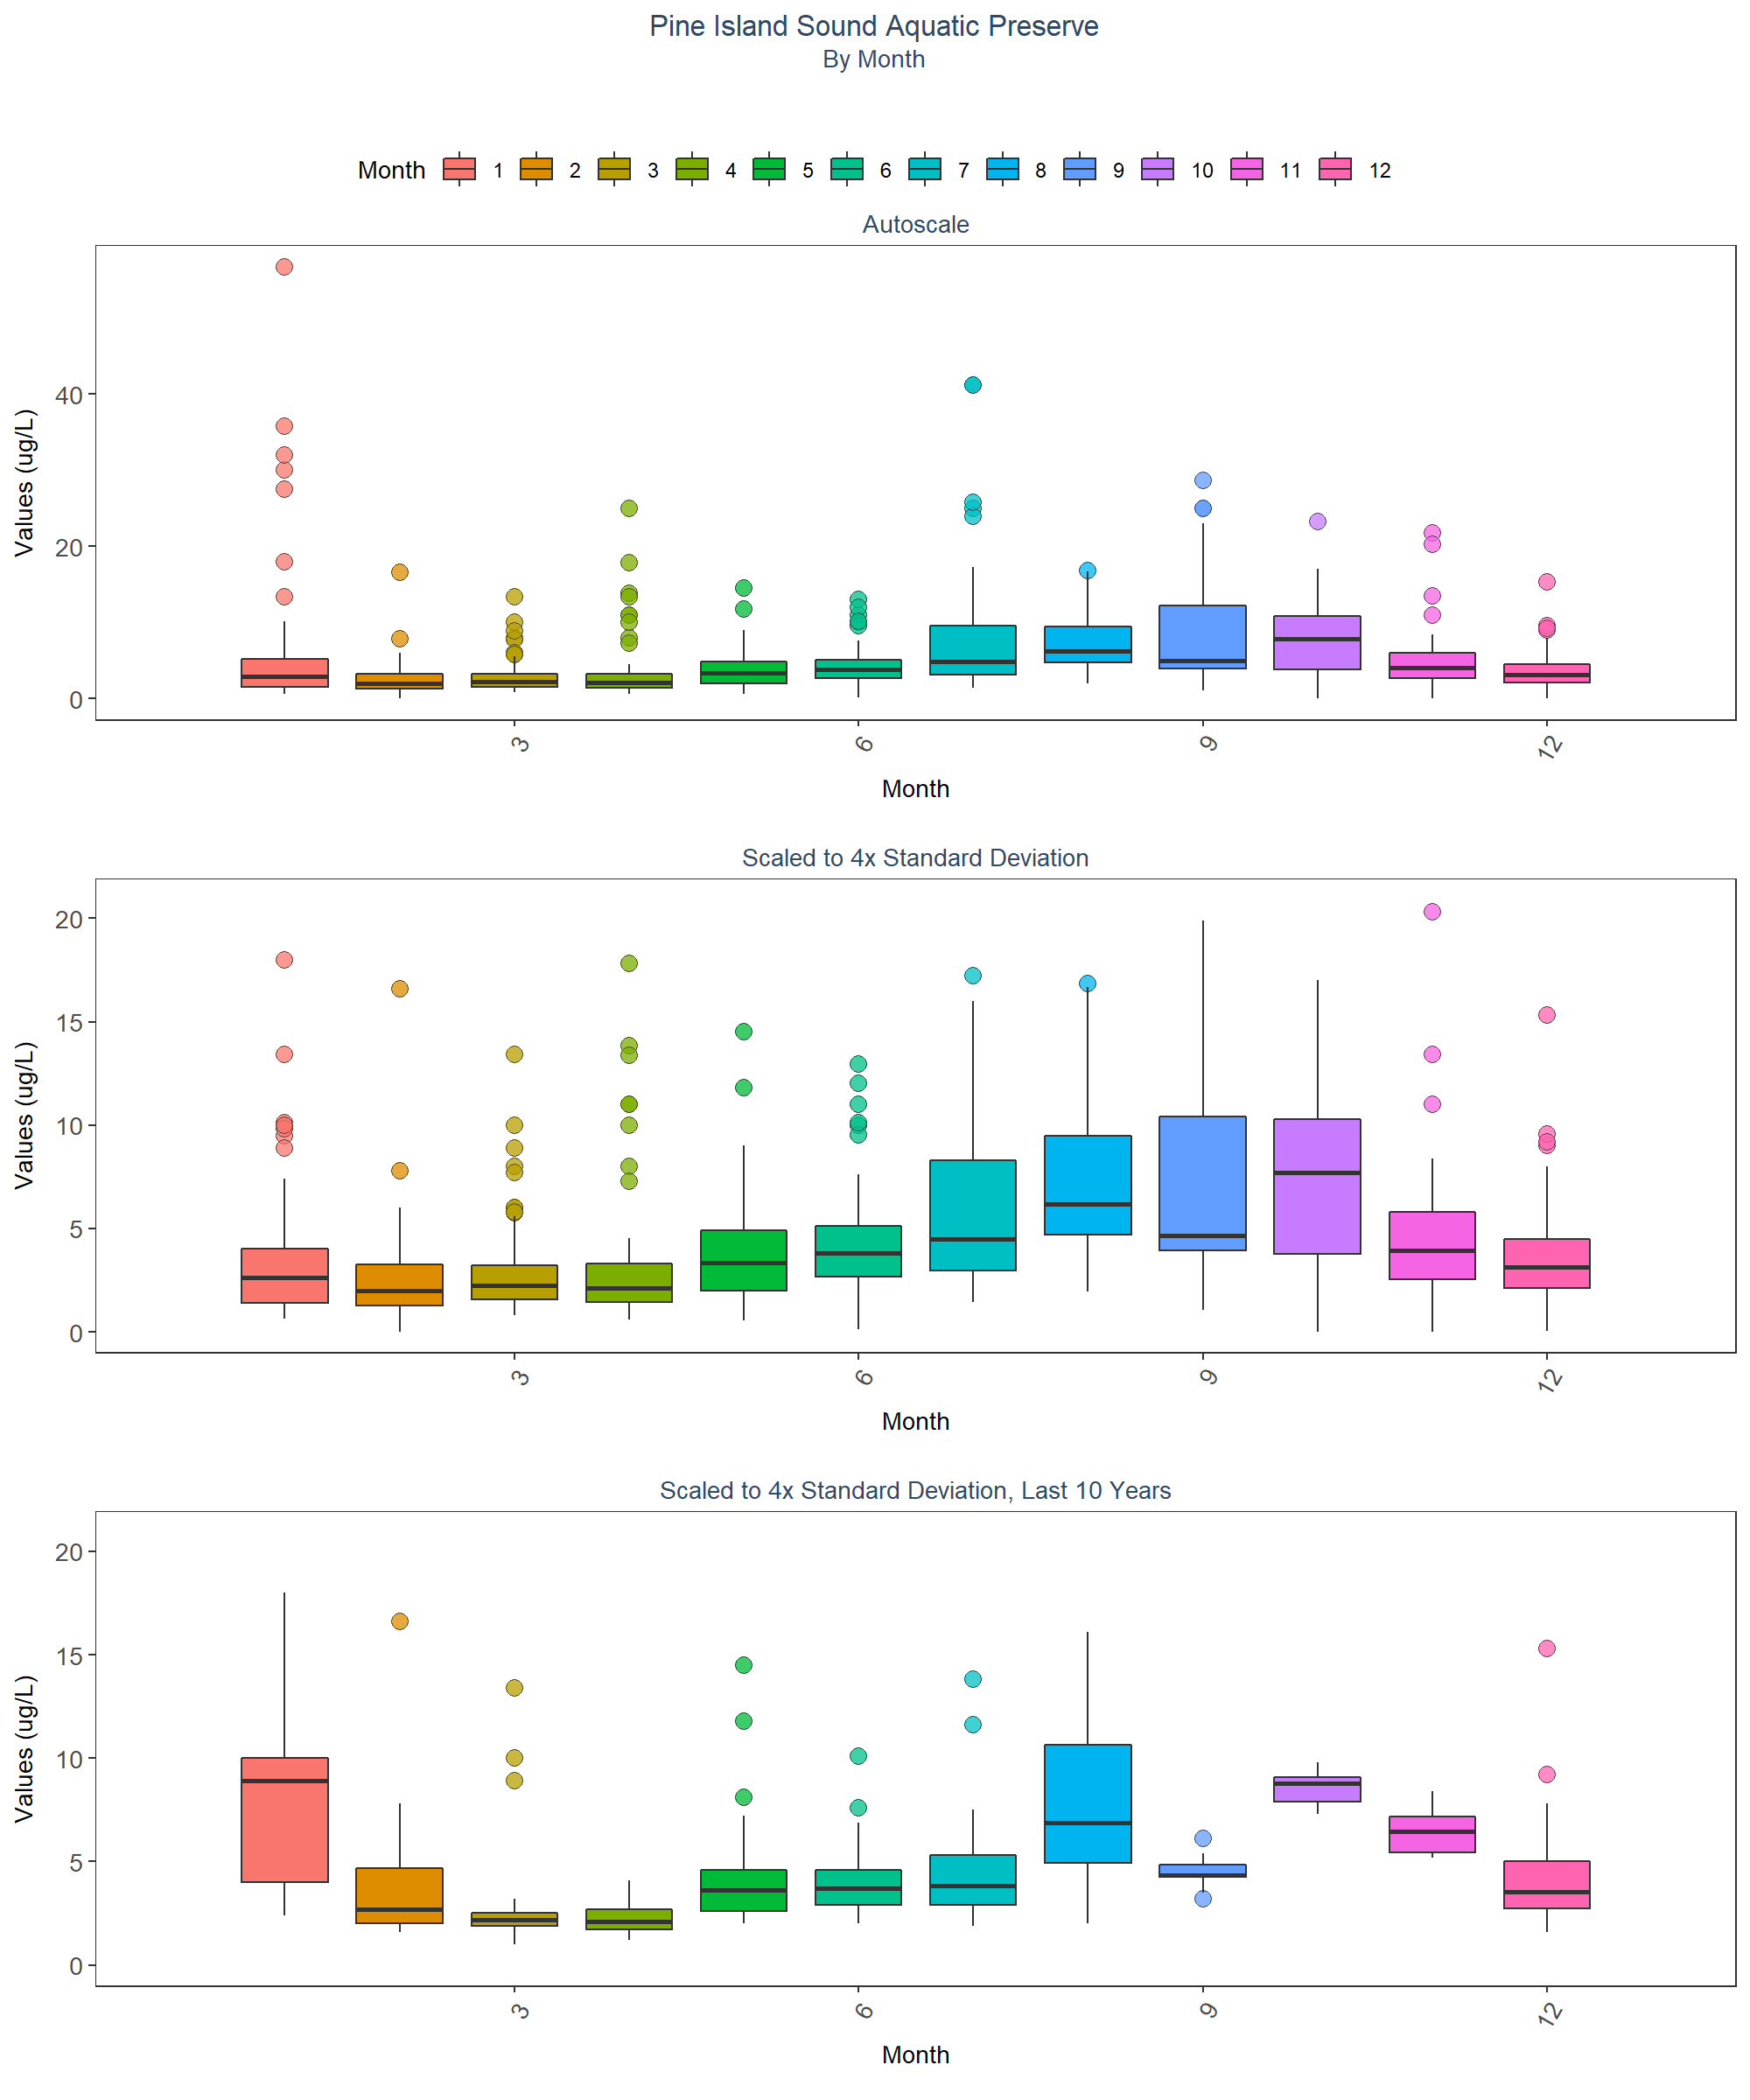 Pine Island Sound Aquatic Preserve
By Month
Month 1 2 3 4 5 6 7 8 9 10 11 12
Autoscale
Values (ug/L)
40
20
0
3 6 9 12
Month
Scaled to 4x Standard Deviation
Values (ug/L)
20
15
10
5
0
3 6 9 12
Month
Scaled to 4x Standard Deviation, Last 10 Years
Values (ug/L)
20
15
10
5
0
3 6 9 12
Month